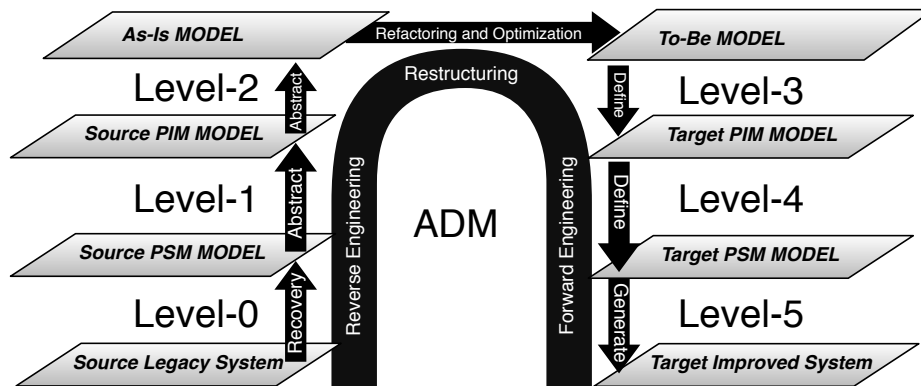 As-Is MODEL
Refactoring and Optimization
To-Be MODEL
Restructuring
Level-2
Abstract
Define
Level-3
Source PIM MODEL
Target PIM MODEL
Level-1
Abstract
Reverse Engineering
ADM
Forward Engineering
Define
Level-4
Source PSM MODEL
Target PSM MODEL
Level-0
Recovery
Generate
Level-5
Source Legacy System
Target Improved System